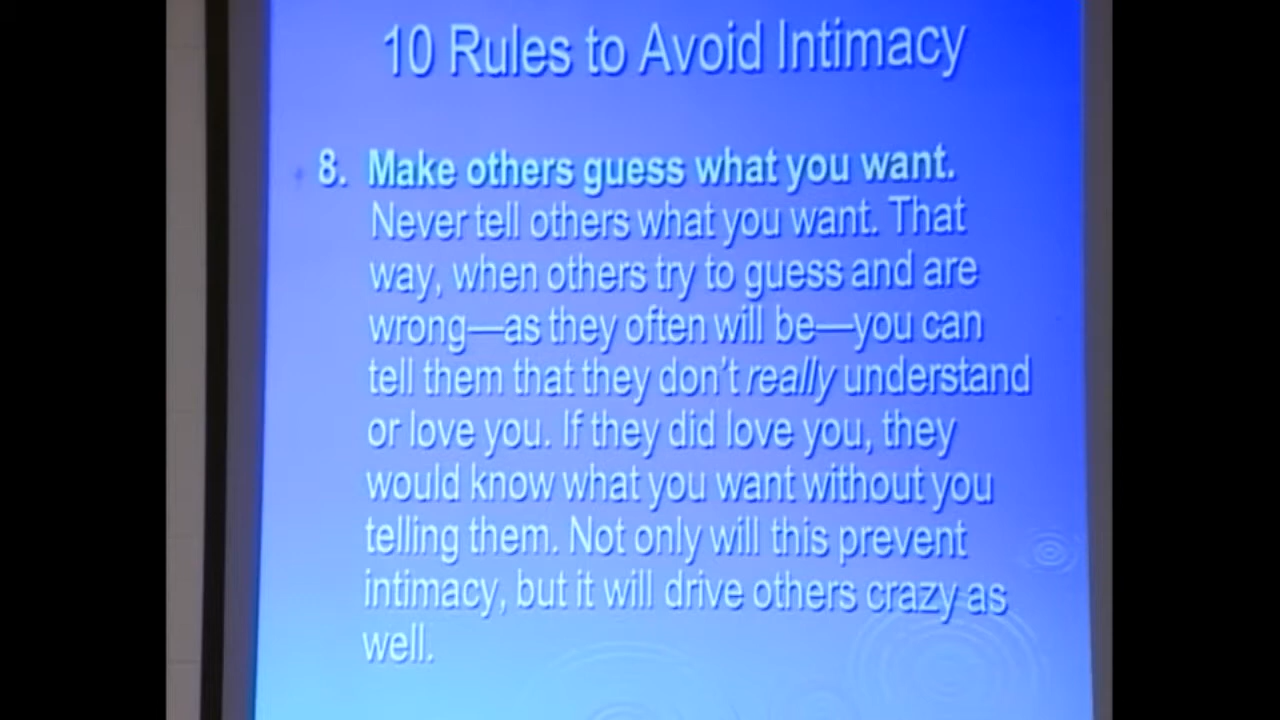 10 Rules to Avoid Intimacy
8. Make others guess what you want.
Never tell others what you want. That
way, when others try to guess and are
wrong—as they often will be—you can
tell them that they don't really understand
or love you. If they did love you, they
would know what you want without you
telling them. Not only will this prevent
intimacy, but it will drive others crazy as
well.